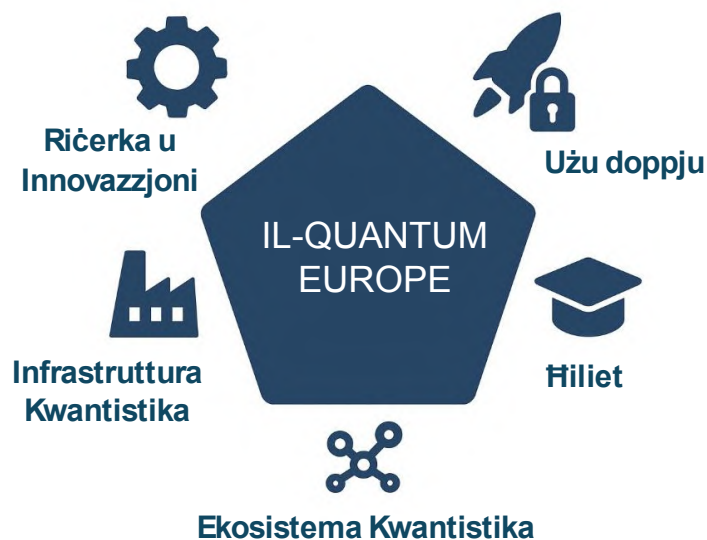 Riċerka u
Innovazzjoni
Użu doppju
IL-QUANTUM
EUROPE
Infrastruttura
Kwantistika
Ħiliet
Ekosistema Kwantistika